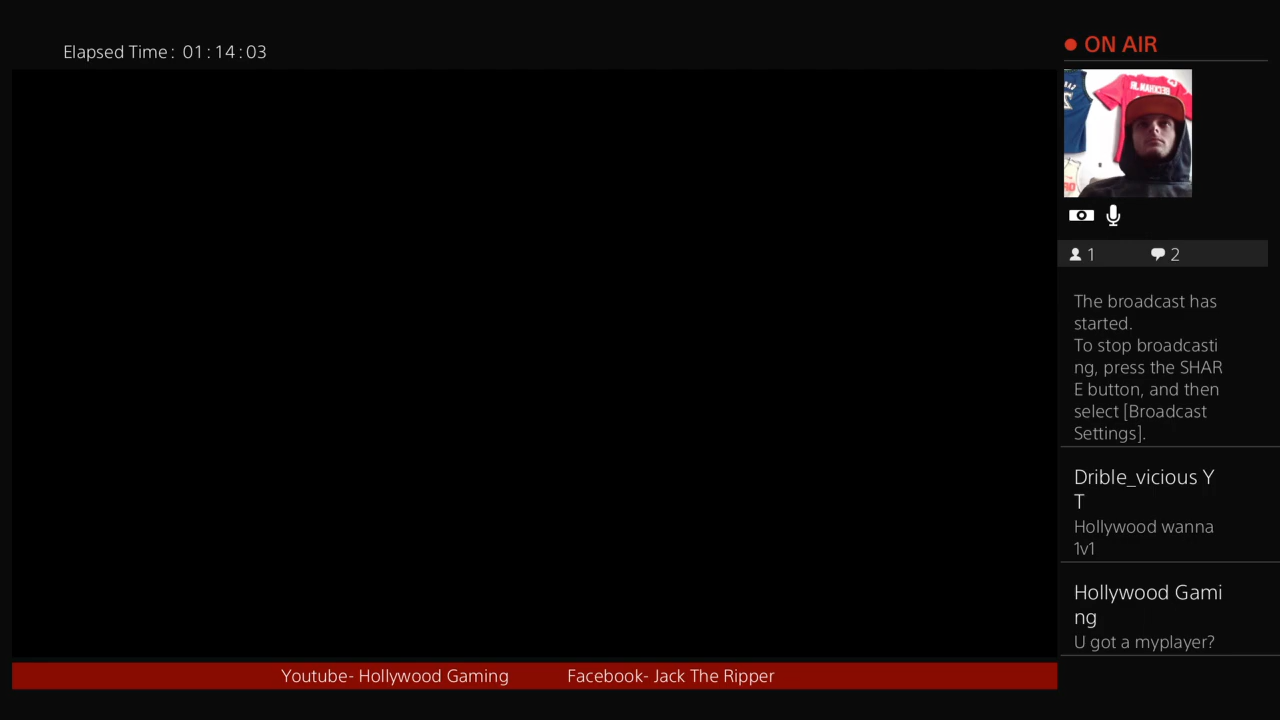 Elapsed Time: 01:14:03
ON AIR
BECKHAM JR.
1
2
The broadcast has
started.
To stop broadcasti
ng, press the SHAR
E button, and then
select [Broadcast
Settings].
Drible_vicious Y
T
Hollywood wanna
1v1
Hollywood Gami
ng
U got a myplayer?
Youtube- Hollywood Gaming
Facebook- Jack The Ripper